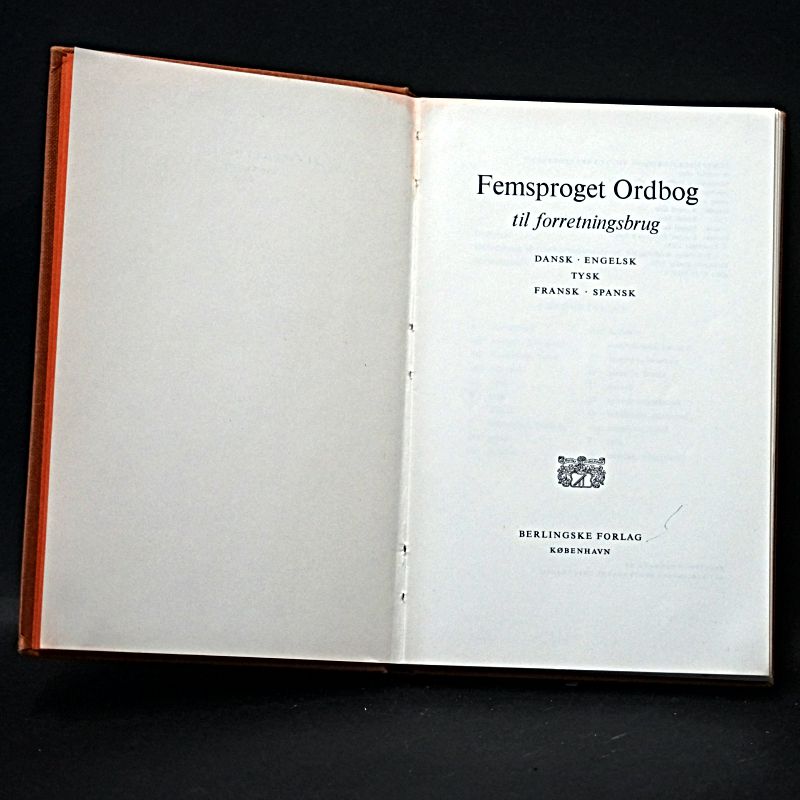 Femsproget Ordbog
til forretningsbrug
DANSK · ENGELSK
TYSK
FRANSK · SPANSK
BERLINGSKE FORLAG
KØBENHAVN